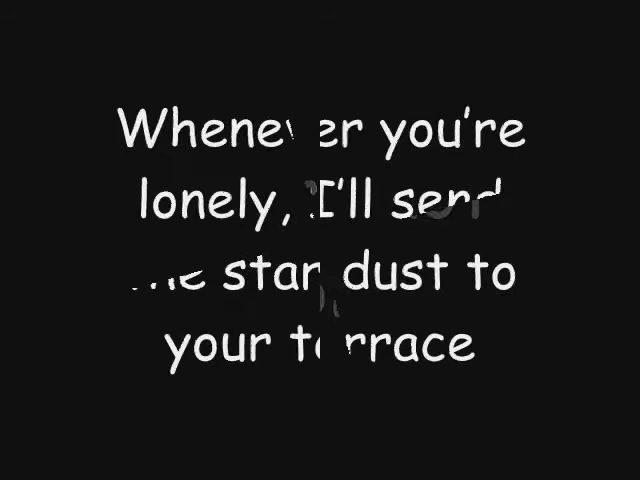 Whenever you're
lonely, I'll send
the star dust to
your terrace